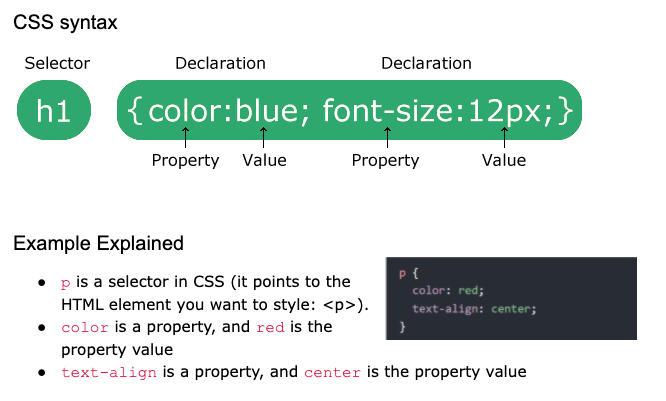 CSS syntax
Selector Declaration Declaration
h1 {color:blue; font-size:12px;}
Property Value Property Value
Example Explained
● p is a selector in CSS (it points to the
HTML element you want to style: <p>).
● color is a property, and red is the
property value
● text-align is a property, and center is the property value
p {
color: red;
text-align: center;
}